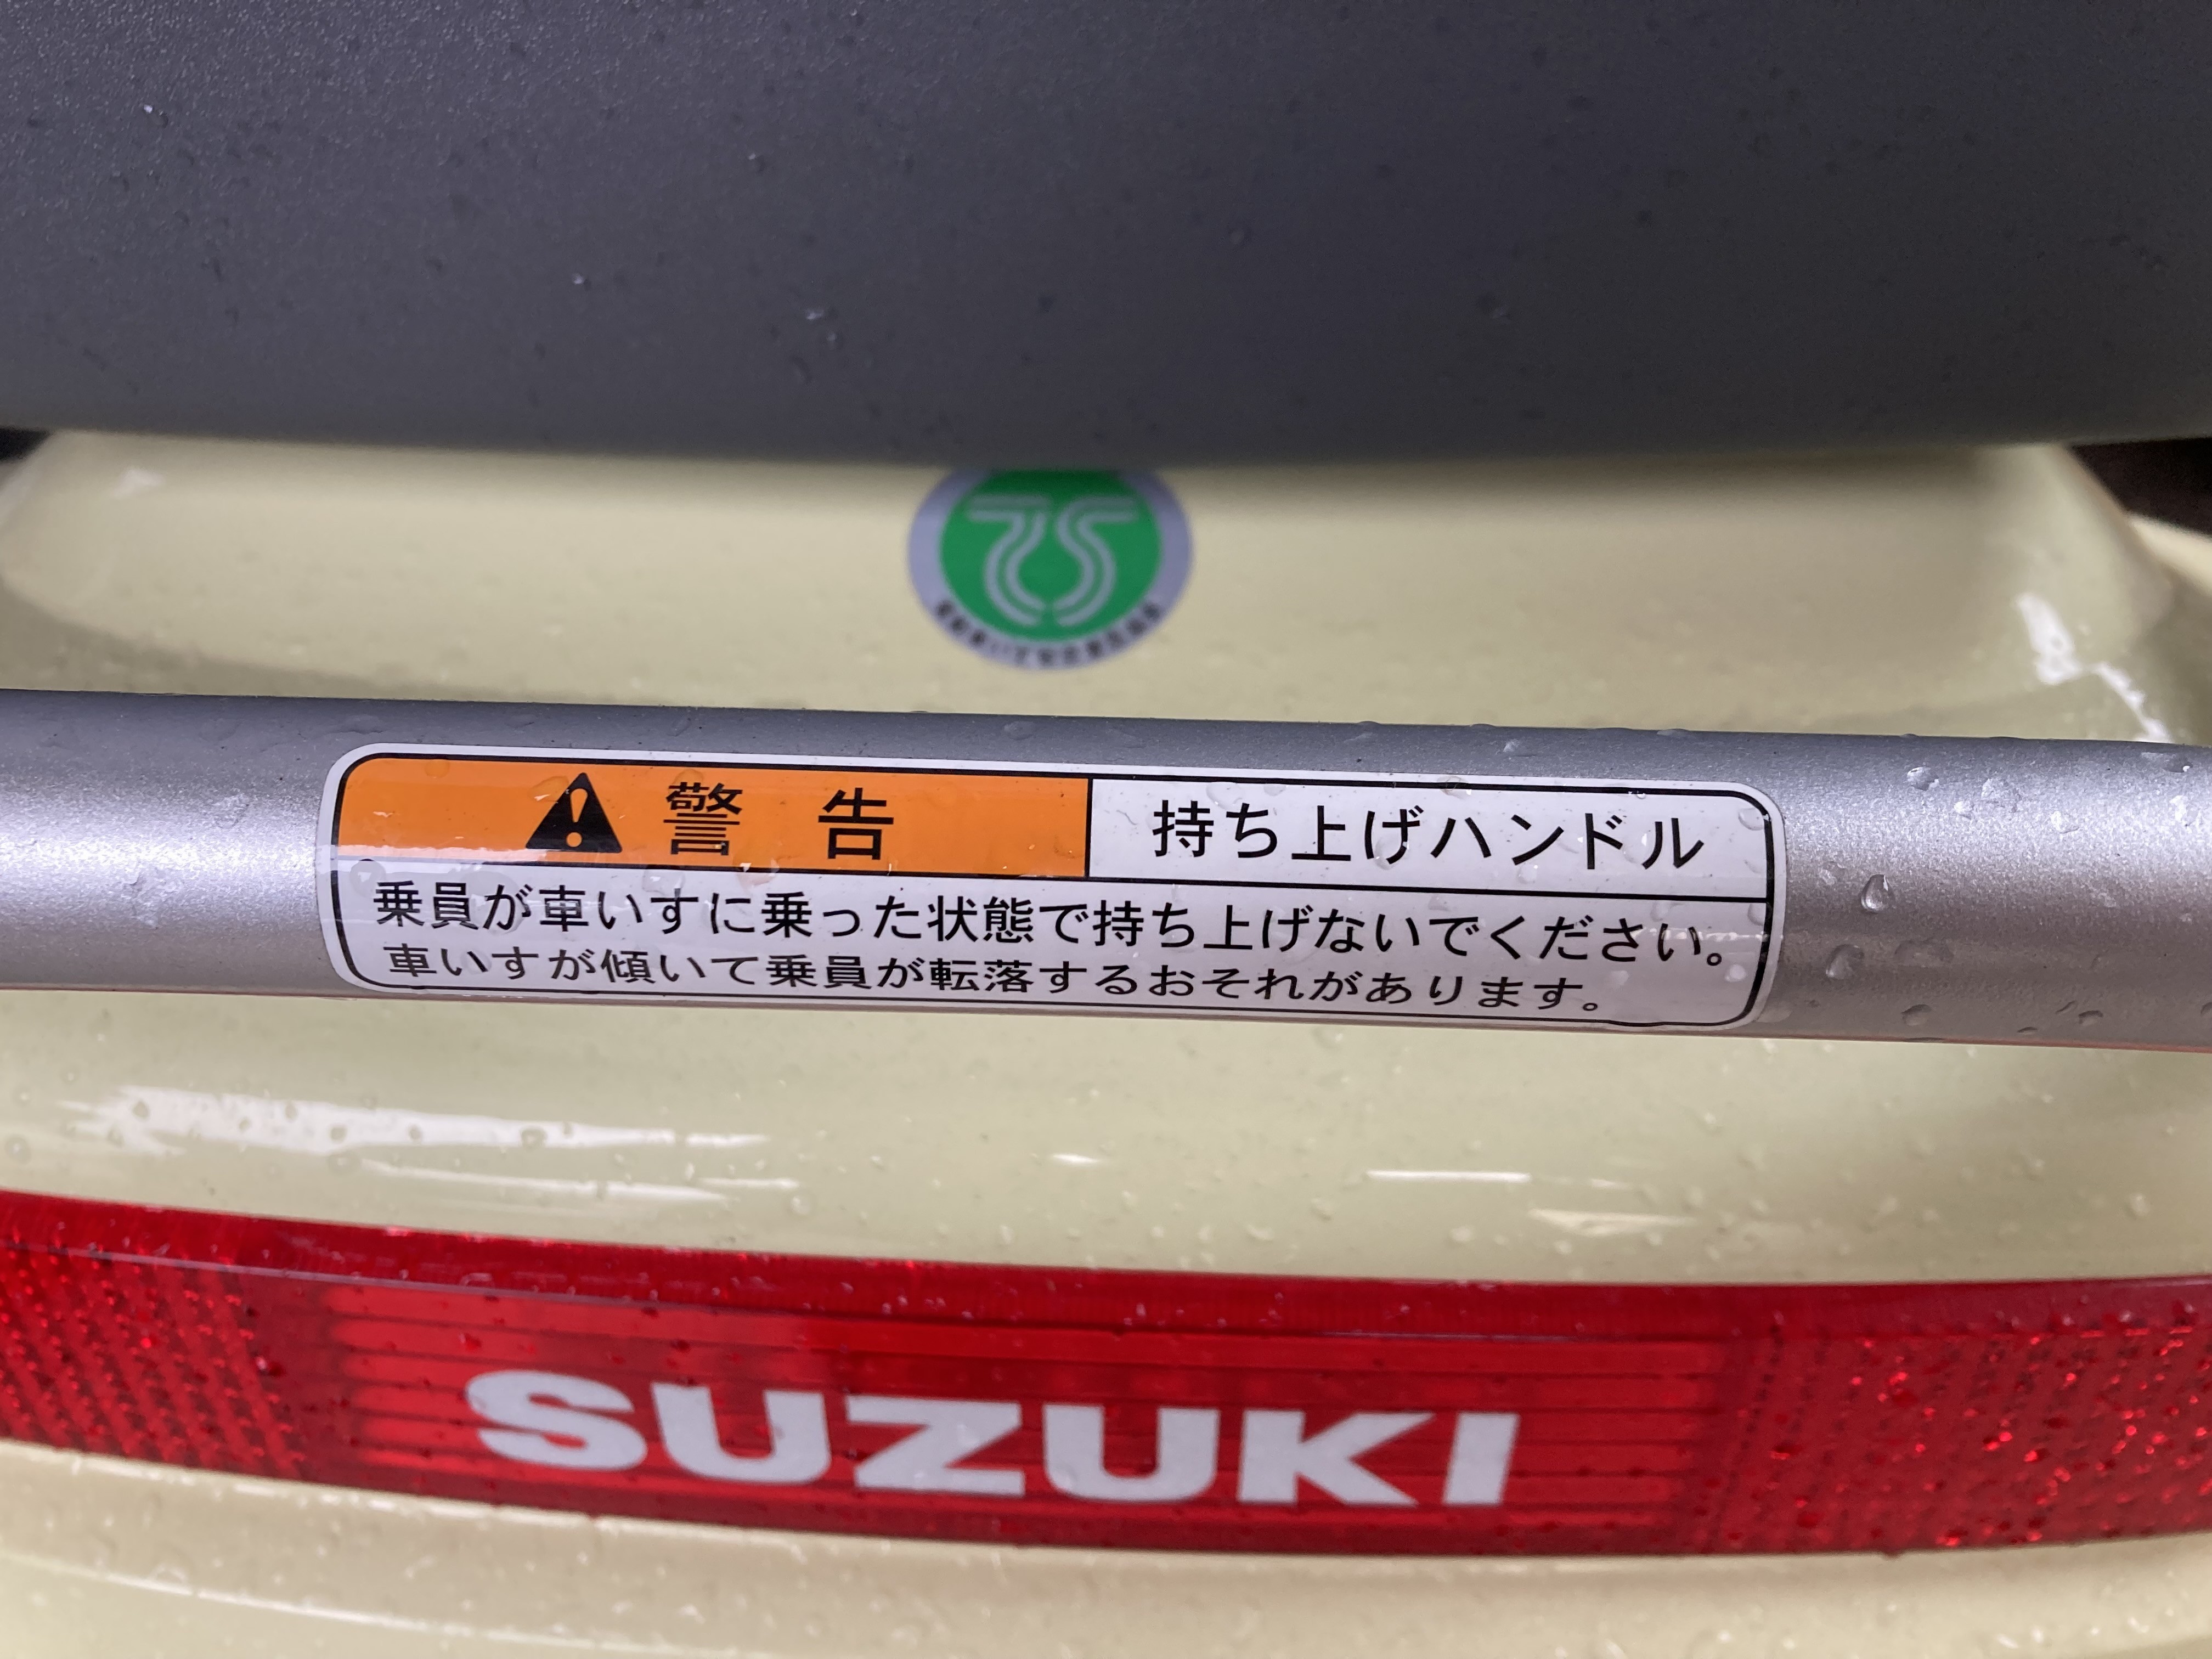 警告
持ち上げハンドル
乗員が車いすに乗った状態で持ち上げないでください。
車いすが傾いて乗員が転落するおそれがあります。
SUZUKI